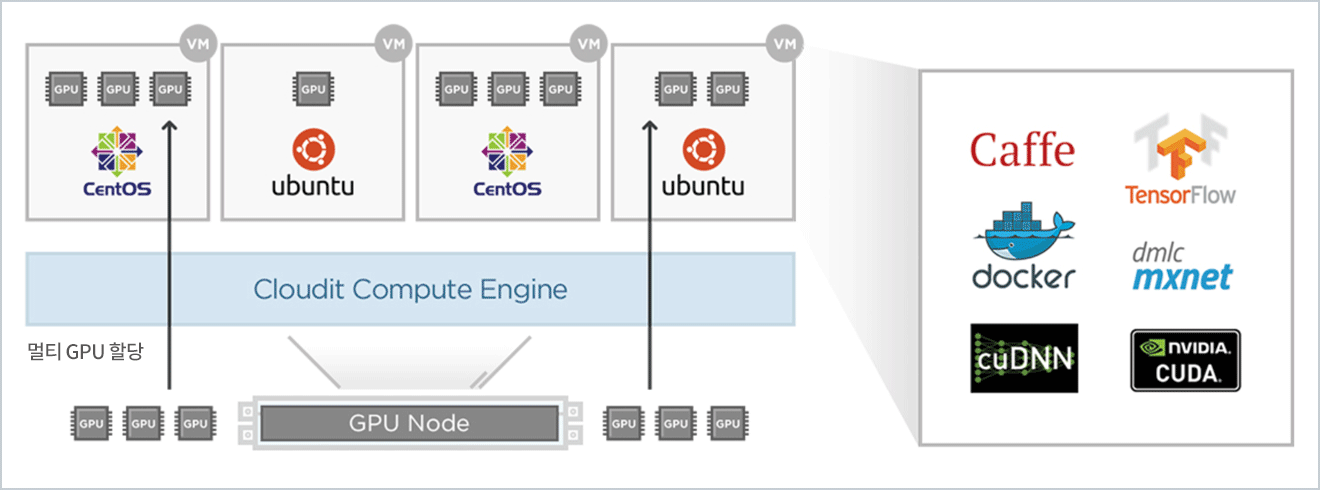 VM
VM
VM
VM
GPU GPU GPU
GPU
GPU GPU GPU
GPU GPU
CentOS
ubuntu
CentOS
ubuntu
Cloudit Compute Engine
멀티 GPU 할당
GPU GPU GPU
GPU Node
GPU GPU GPU
Caffe
TF
TensorFlow
docker
dmlc
mxnet
cuDNN
NVIDIA.
CUDA.